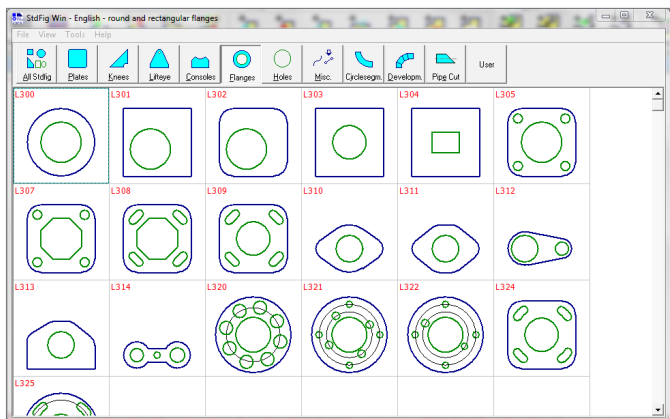 StdFig Win - English - round and rectangular flanges
File View Tools Help
All Stdfig Plates Knees Lifteye Consoles Flanges Holes Misc. Circlesegm. Developm. Pipe Cut User
L300 L301 L302 L303 L304 L305
L307 L308 L309 L310 L311 L312
L313 L314 L320 L321 L322 L324
L325